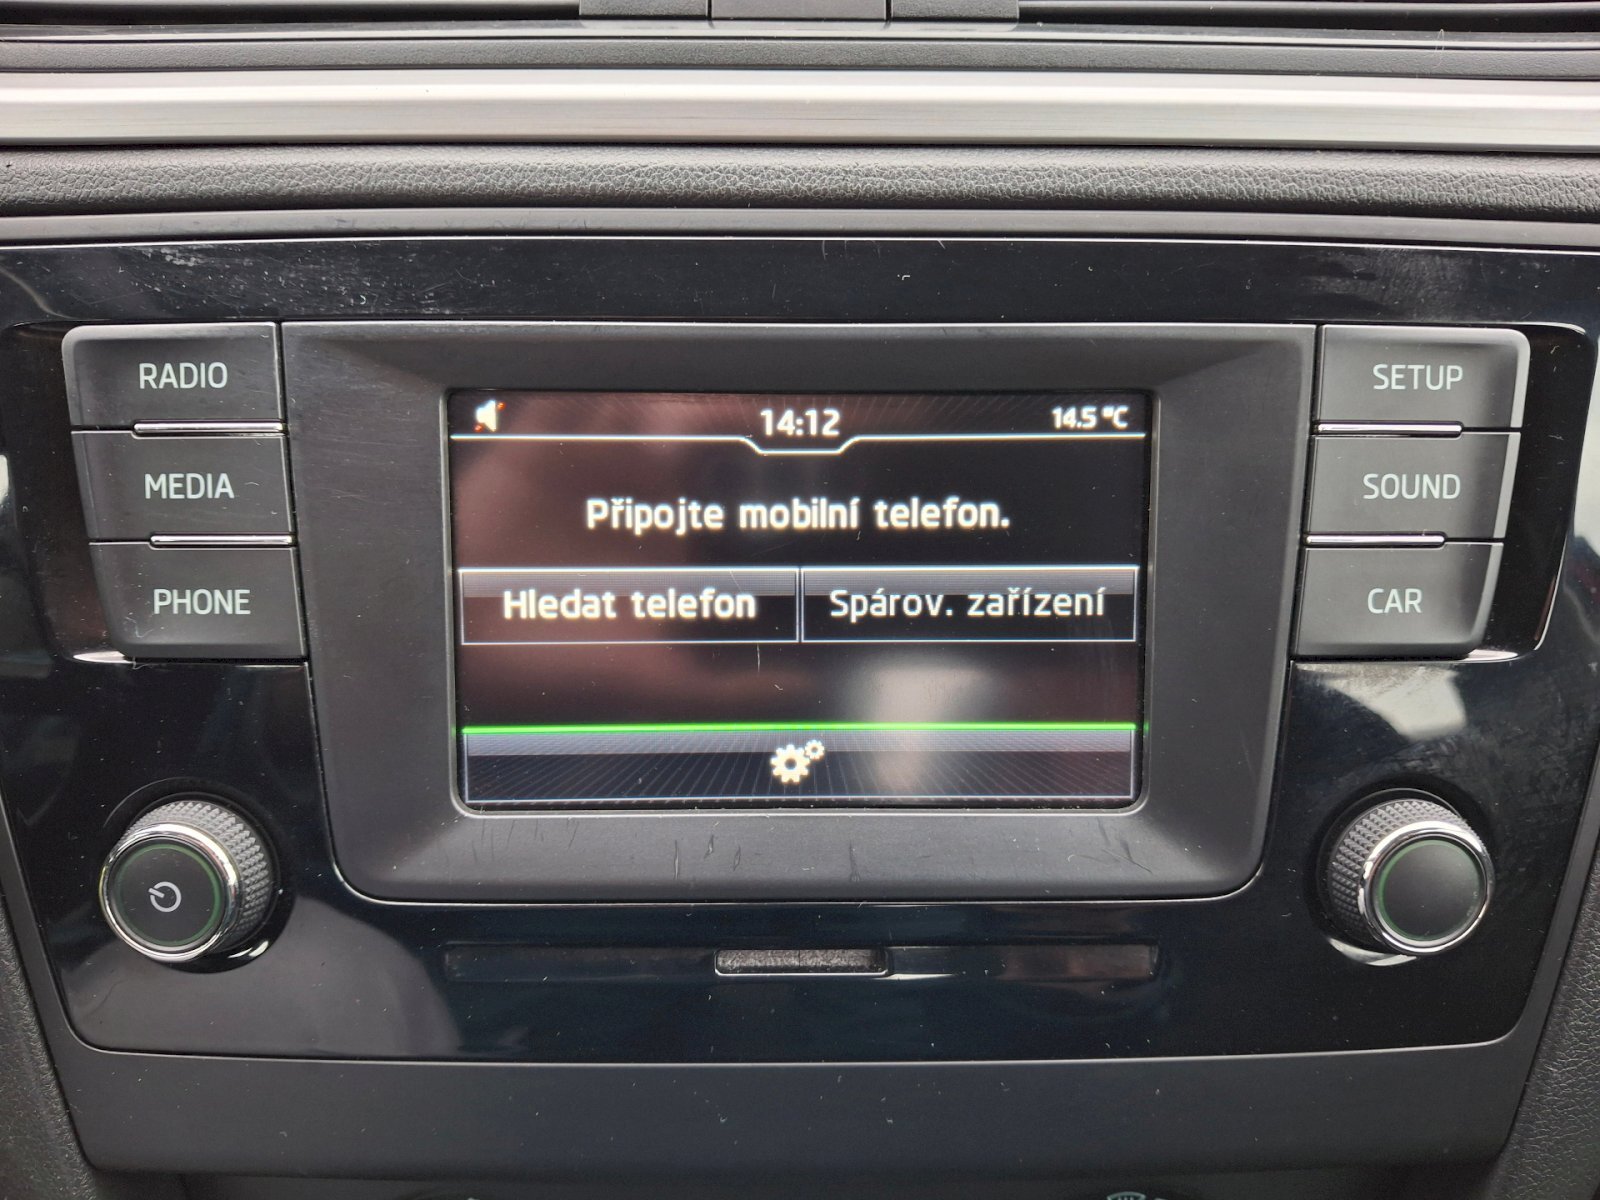 RADIO
MEDIA
PHONE
14:12
14.5 °C
Připojte mobilní telefon.
Hledat telefon
Spárov. zařízení
SETUP
SOUND
CAR